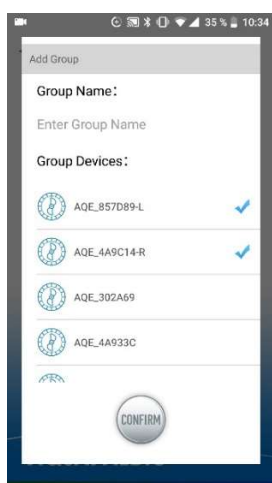 35 % 10:34
Add Group
Group Name:
Enter Group Name
Group Devices:
AQE_857D89-L
AQE_4A9C14-R
AQE_302A69
AQE_4A933C
CONFIRM